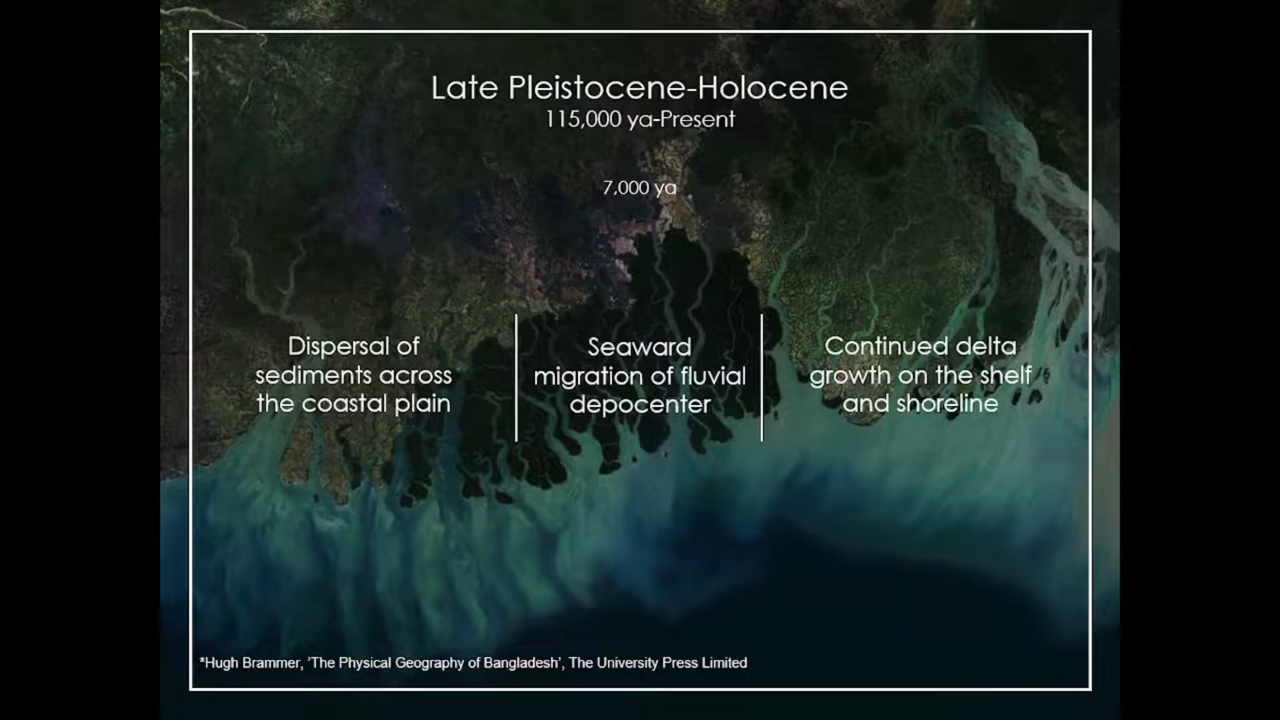 Late Pleistocene-Holocene
115,000 ya-Present
7,000 ya
Dispersal of
sediments across
the coastal plain
Seaward
migration of fluvial
depocenter
Continued delta
growth on the shelf
and shoreline
*Hugh Brammer, 'The Physical Geography of Bangladesh', The University Press Limited